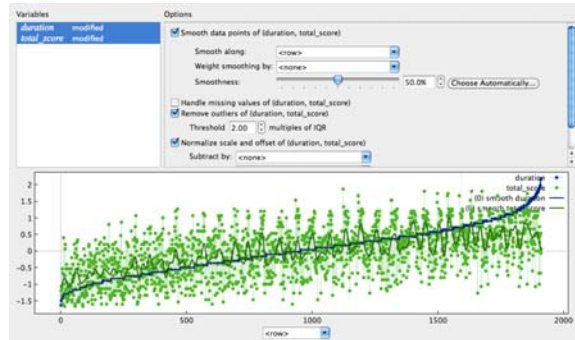 Variables
duration modified
total_score modified
Options
Smooth data points of (duration, total_score)
Smooth along: <row>
Weight smoothing by: <none>
Smoothness: 50.0% Choose Automatically...
Handle missing values of (duration, total_score)
Remove outliers of (duration, total_score)
Threshold 2.00 multiples of IQR
Normalize scale and offset of (duration, total_score)
Subtract by: <none>
duration
total_score
(0) smooth duration
smooth total_score
2
1.5
1
0.5
0
-0.5
-1
-1.5
0 500 1000 1500 2000
<row>